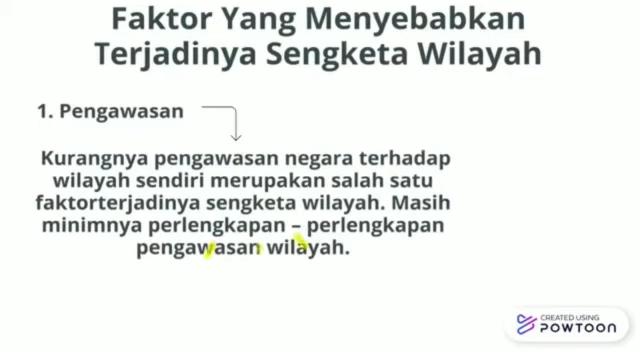 Faktor Yang Menyebabkan
Terjadinya Sengketa Wilayah
1. Pengawasan
Kurangnya pengawasan negara terhadap
wilayah sendiri merupakan salah satu
faktorterjadinya sengketa wilayah. Masih
minimnya perlengkapan – perlengkapan
pengawasan wilayah.
CREATED USING
POWTOON